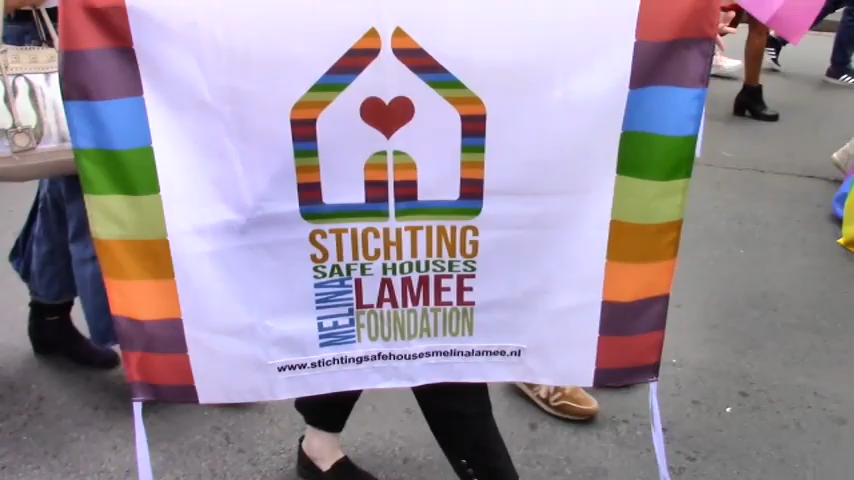 STICHTING
SAFE HOUSES
MELINA
LAMEE
FOUNDATION
www.stichtingsafehousesmelinalamee.nl